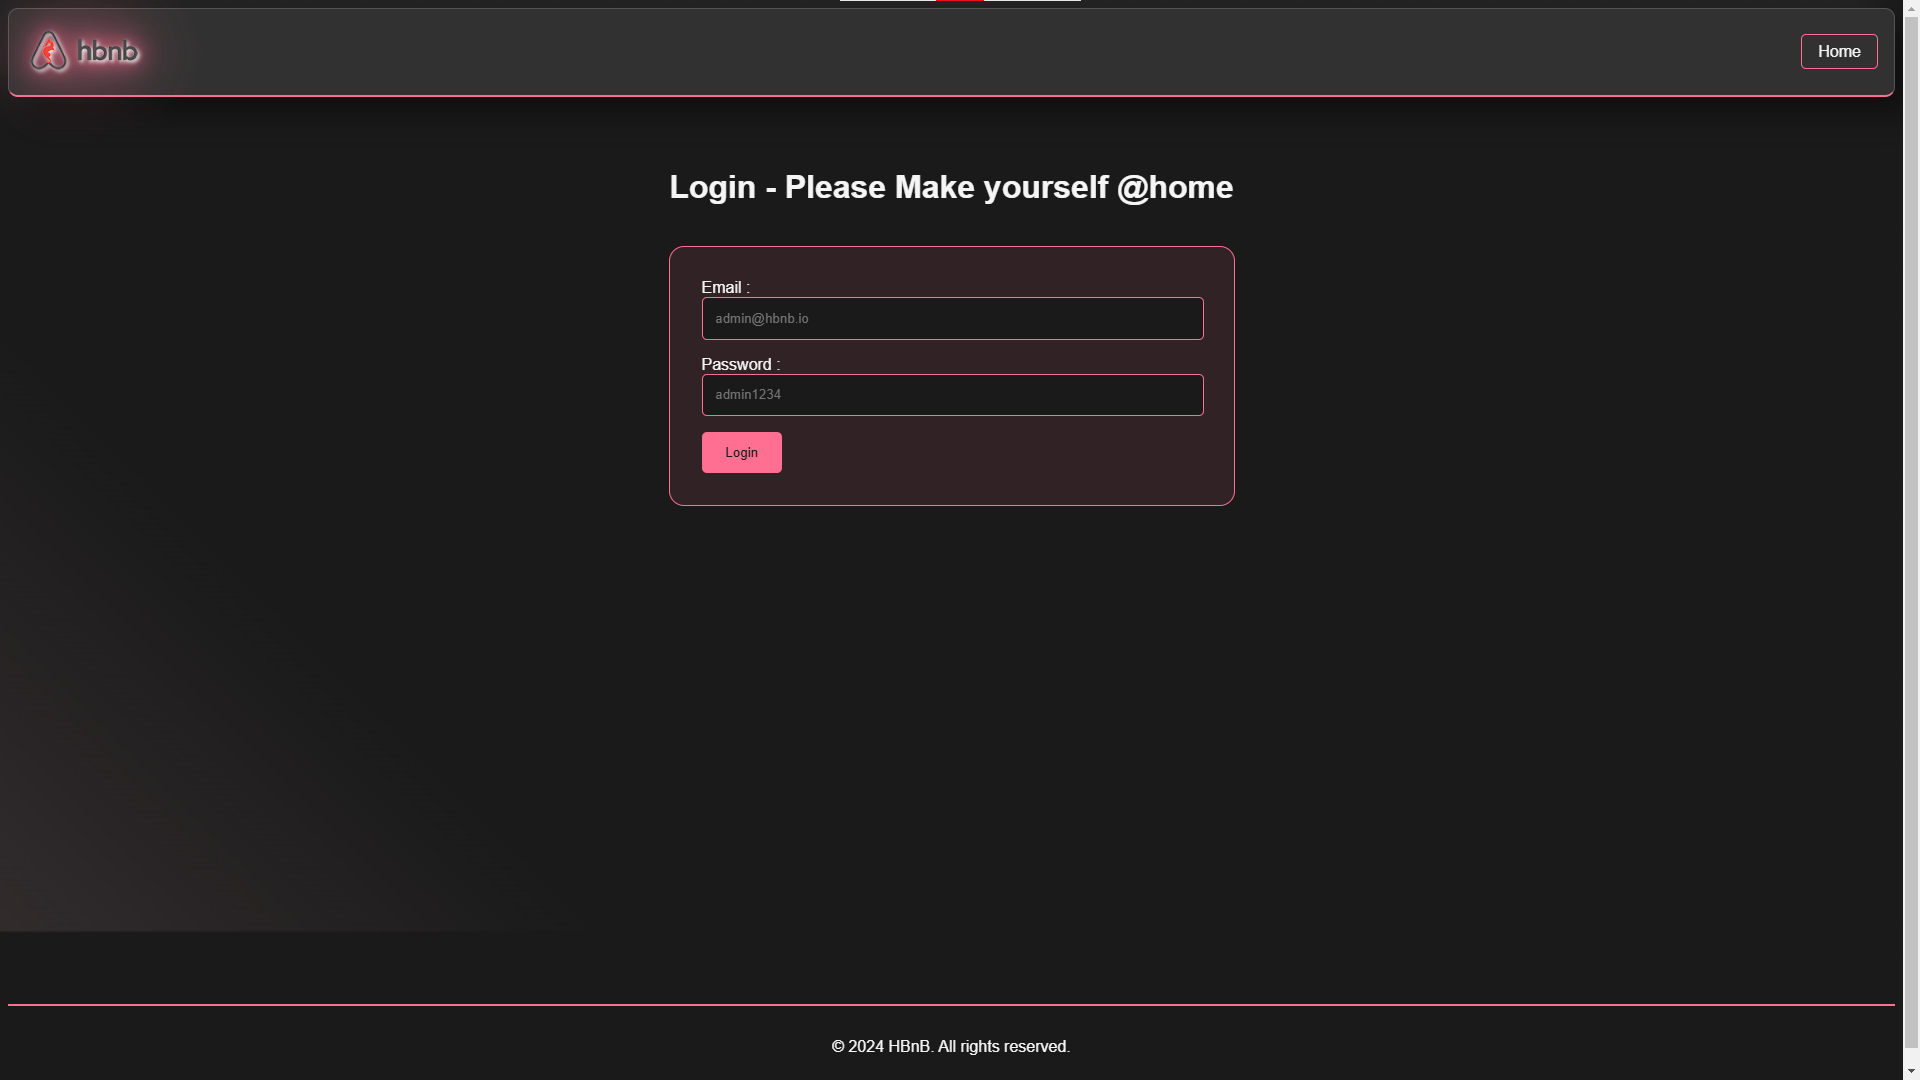 hbnb
Home
Login - Please Make yourself @home
Email :
admin@hbnb.io
Password :
admin1234
Login
© 2024 HBnB. All rights reserved.